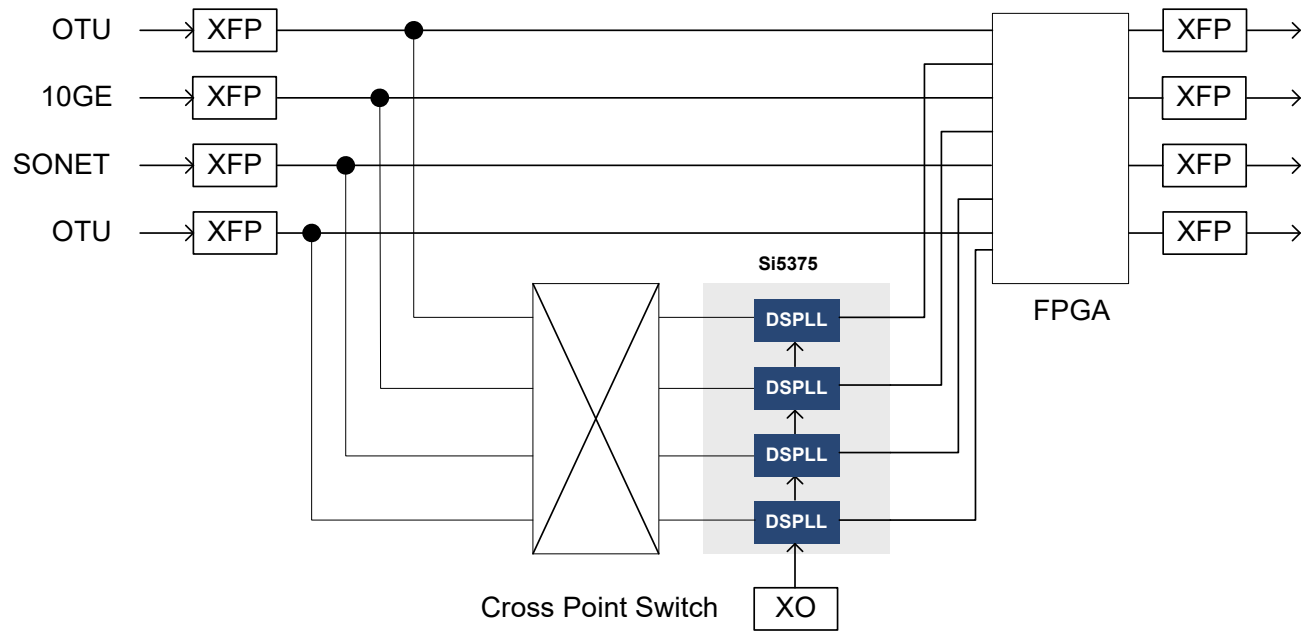 OTU
XFP
XFP
10GE
XFP
XFP
SONET
XFP
XFP
OTU
XFP
XFP
Si5375
FPGA
DSPLL
DSPLL
DSPLL
DSPLL
Cross Point Switch
XO